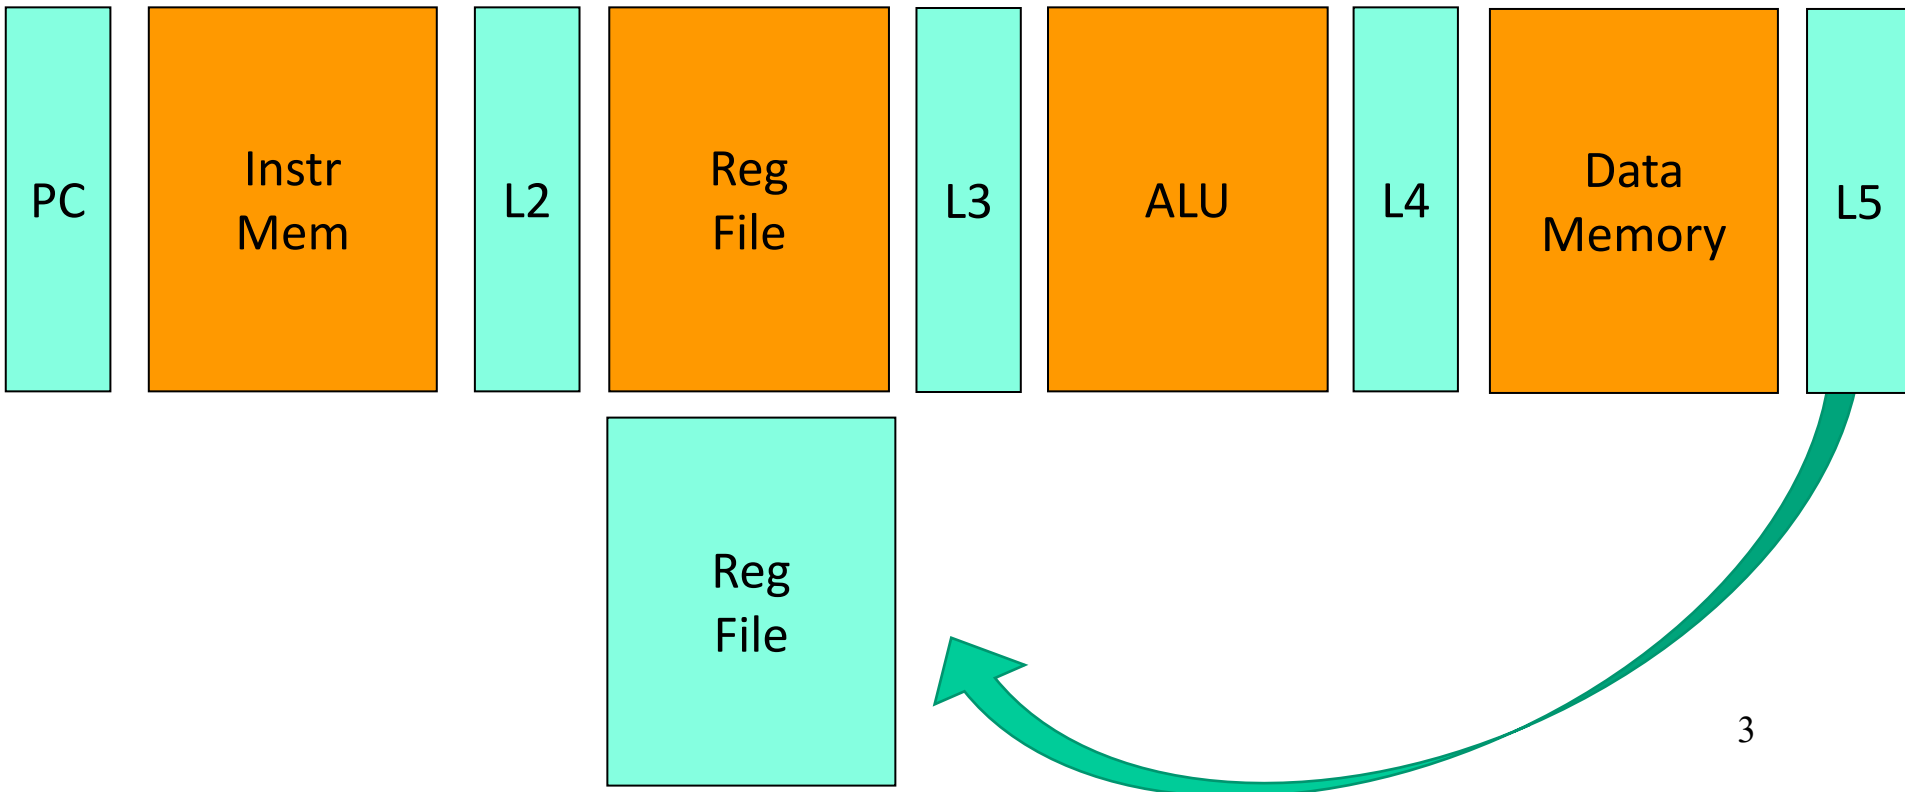 PC
Instr
Mem
L2
Reg
File
L3
ALU
L4
Data
Memory
L5
Reg
File
3